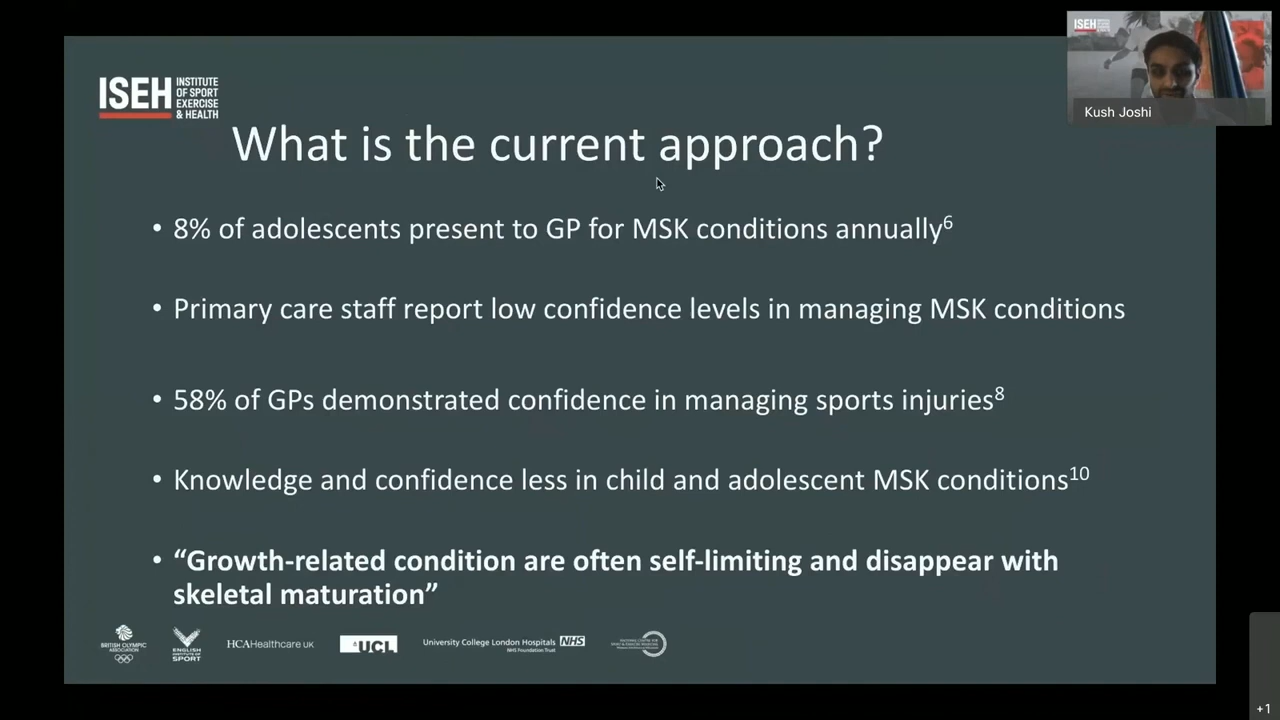 ISEH INSTITUTE
OF SPORT
EXERCISE
& HEALTH
What is the current approach?
• 8% of adolescents present to GP for MSK conditions annually⁶
• Primary care staff report low confidence levels in managing MSK conditions
• 58% of GPs demonstrated confidence in managing sports injuries⁸
• Knowledge and confidence less in child and adolescent MSK conditions¹⁰
• “Growth-related condition are often self-limiting and disappear with
skeletal maturation”
BRITISH OLYMPIC
ASSOCIATION
ENGLISH
INSTITUTE OF
SPORT
HCAHealthcare UK
UCL
University College London Hospitals NHS
NHS Foundation Trust
ISEH
Kush Joshi
+1